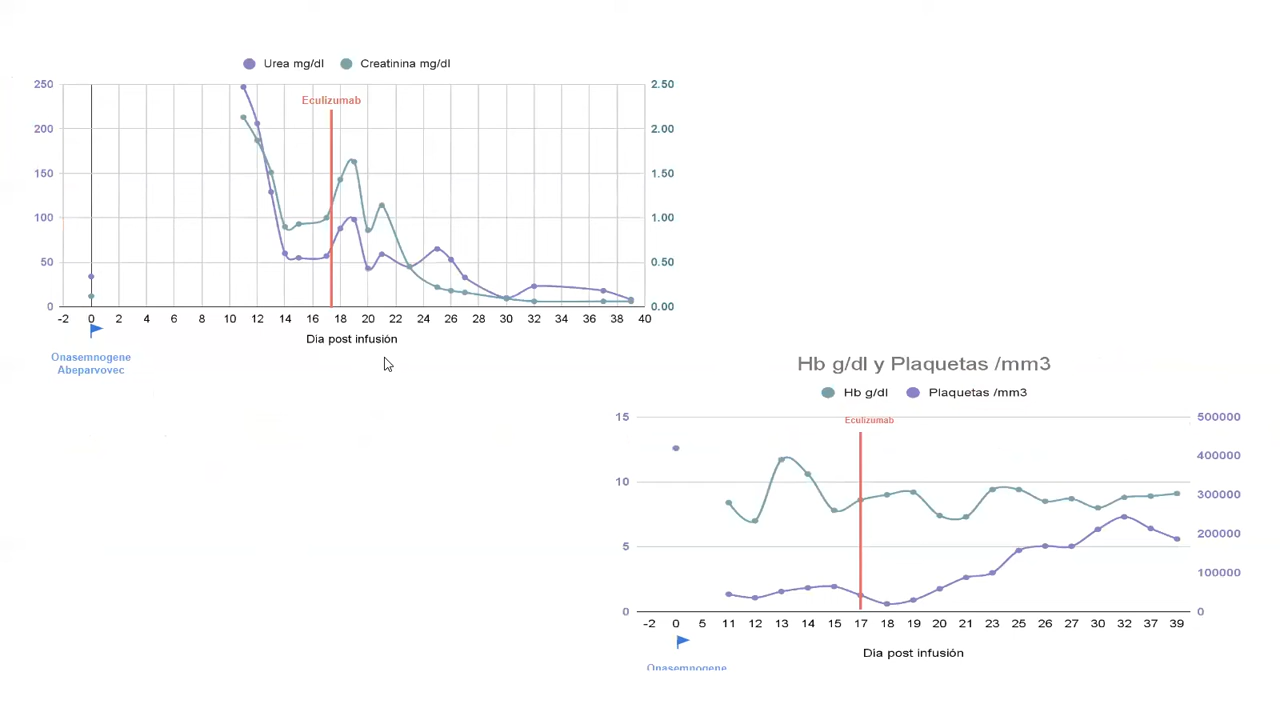 Urea mg/dl Creatinina mg/dl
250 2.50
Eculizumab
200 2.00
150 1.50
100 1.00
50 0.50
0 0.00
-2 0 2 4 6 8 10 12 14 16 18 20 22 24 26 28 30 32 34 36 38 40
Dia post infusión
Onasemnogene
Abeparvovec
Hb g/dl y Plaquetas /mm3
Hb g/dl Plaquetas /mm3
15 500000
Eculizumab
400000
10 300000
200000
5
100000
0 0
-2 0 5 11 12 13 14 15 17 18 19 20 21 23 25 26 27 30 32 37 39
Dia post infusión
Onasemnogene